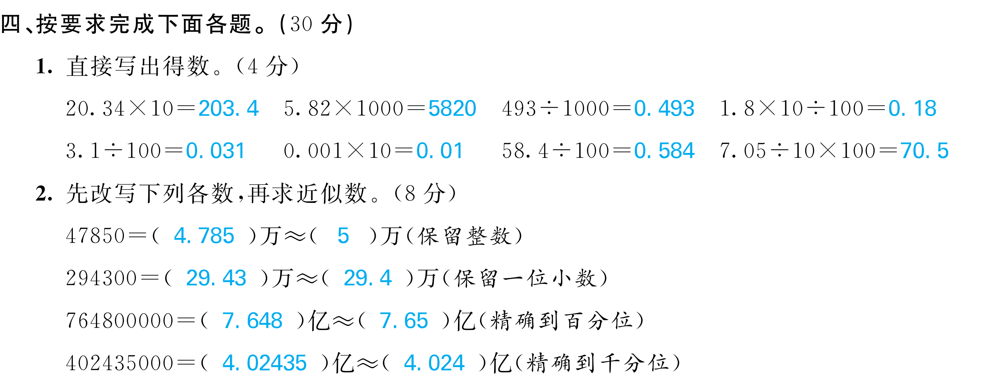 四、按要求完成下面各题。(30 分)
1. 直接写出得数。(4 分)
20.34×10=203.4 5.82×1000=5820 493÷1000=0.493 1.8×10÷100=0.18
3.1÷100=0.031 0.001×10=0.01 58.4÷100=0.584 7.05÷10×100=70.5
2. 先改写下列各数,再求近似数。(8 分)
47850=( 4.785 )万≈( 5 )万(保留整数)
294300=( 29.43 )万≈( 29.4 )万(保留一位小数)
764800000=( 7.648 )亿≈( 7.65 )亿(精确到百分位)
402435000=( 4.02435 )亿≈( 4.024 )亿(精确到千分位)